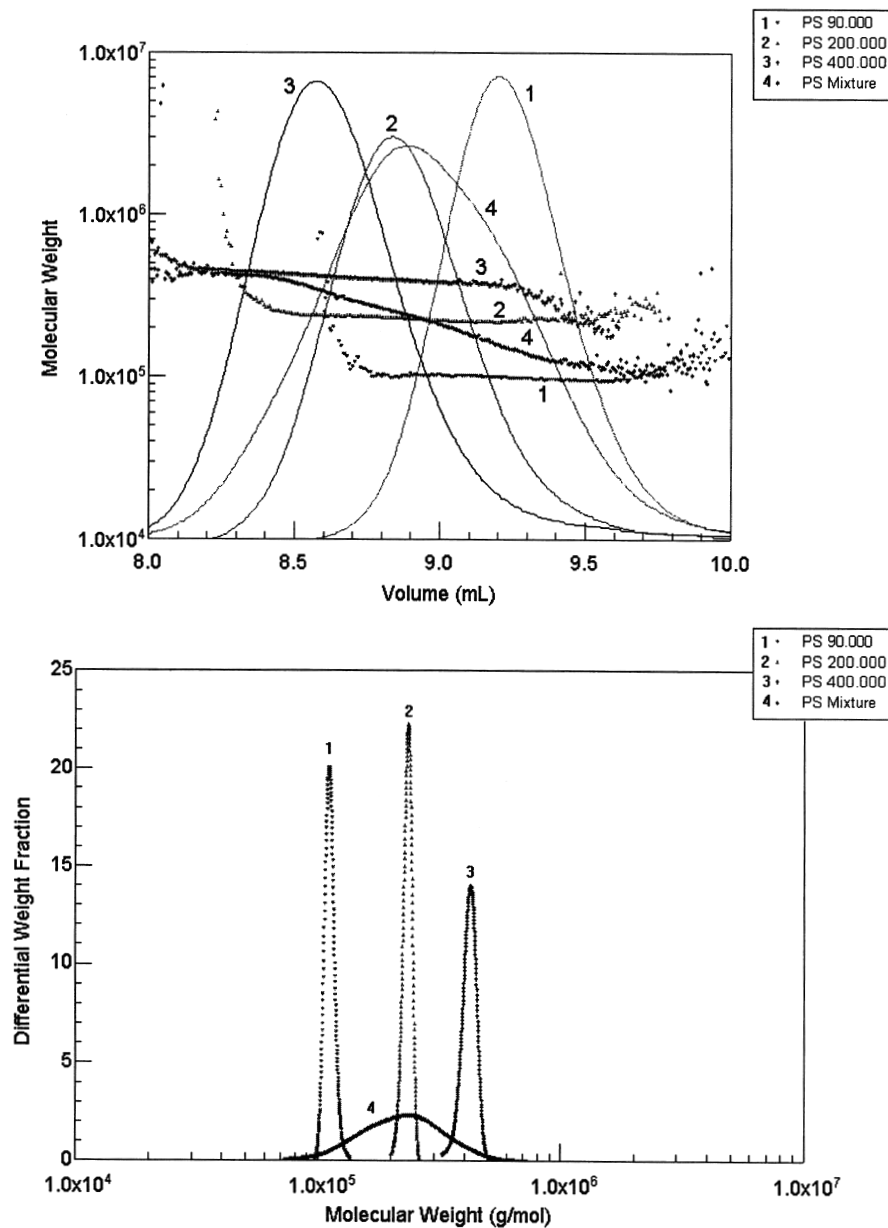 1 PS 90.000
2 PS 200.000
3 PS 400.000
4 PS Mixture
1.0x10^7
1.0x10^6
1.0x10^5
1.0x10^4
Molecular Weight
3
2
1
4
3
2
4
1
8.0 8.5 9.0 9.5 10.0
Volume (mL)
1 PS 90.000
2 PS 200.000
3 PS 400.000
4 PS Mixture
25
20
15
10
5
0
Differential Weight Fraction
1
2
3
4
1.0x10^4 1.0x10^5 1.0x10^6 1.0x10^7
Molecular Weight (g/mol)